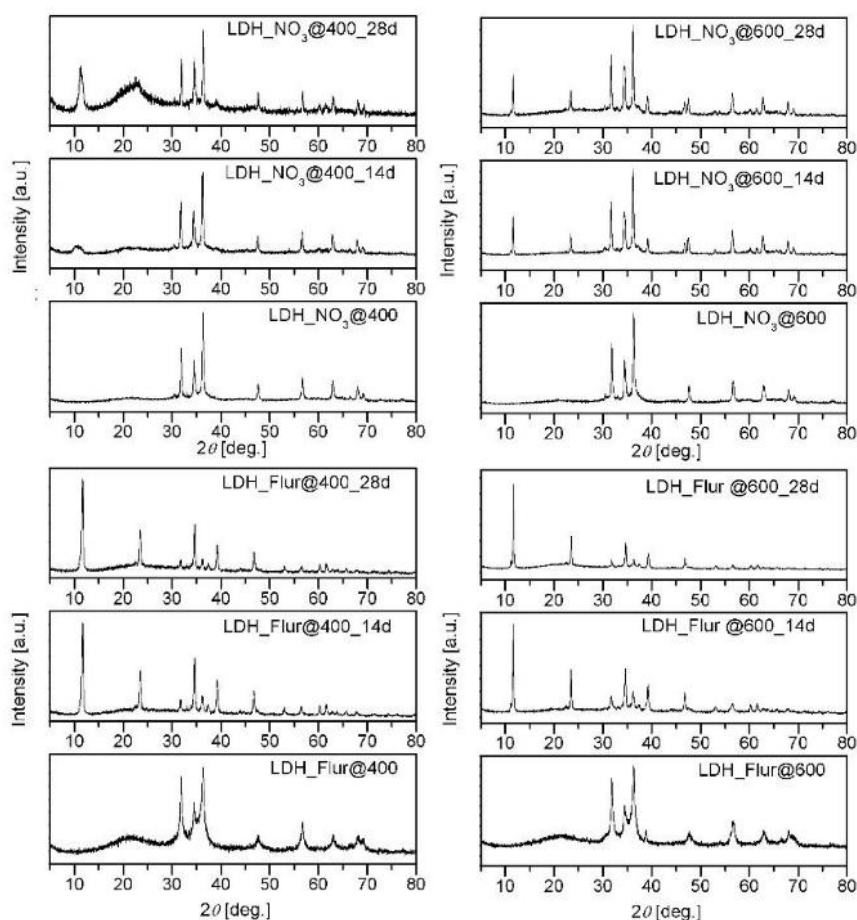 LDH_NO3@400_28d
10 20 30 40 50 60 70 80
LDH_NO3@400_14d
10 20 30 40 50 60 70 80
LDH_NO3@400
10 20 30 40 50 60 70 80
2θ [deg.]
Intensity [a.u.]
LDH_NO3@600_28d
10 20 30 40 50 60 70 80
LDH_NO3@600_14d
10 20 30 40 50 60 70 80
LDH_NO3@600
10 20 30 40 50 60 70 80
2θ [deg.]
Intensity [a.u.]
LDH_Flur@400_28d
10 20 30 40 50 60 70 80
LDH_Flur@400_14d
10 20 30 40 50 60 70 80
LDH_Flur@400
10 20 30 40 50 60 70 80
2θ [deg.]
Intensity [a.u.]
LDH_Flur @600_28d
10 20 30 40 50 60 70 80
LDH_Flur @600_14d
10 20 30 40 50 60 70 80
LDH_Flur@600
10 20 30 40 50 60 70 80
2θ [deg.]
Intensity [a.u.]